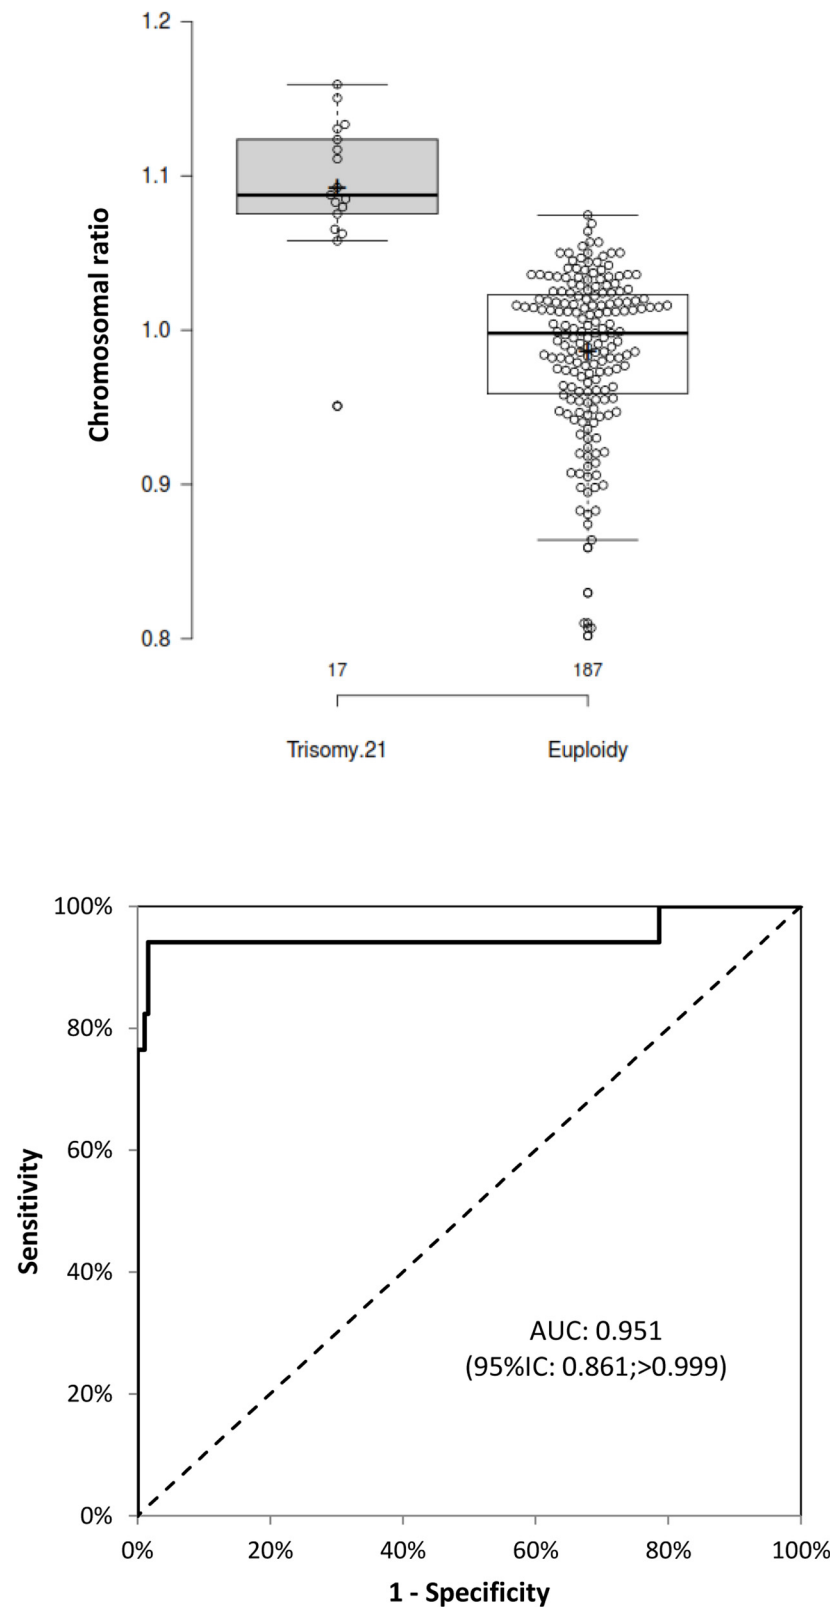 1.2
1.1
1.0
0.9
0.8
Chromosomal ratio
17 187
Trisomy.21 Euploidy
100%
80%
60%
40%
20%
0%
Sensitivity
AUC: 0.951
(95%IC: 0.861;>0.999)
0% 20% 40% 60% 80% 100%
1 - Specificity